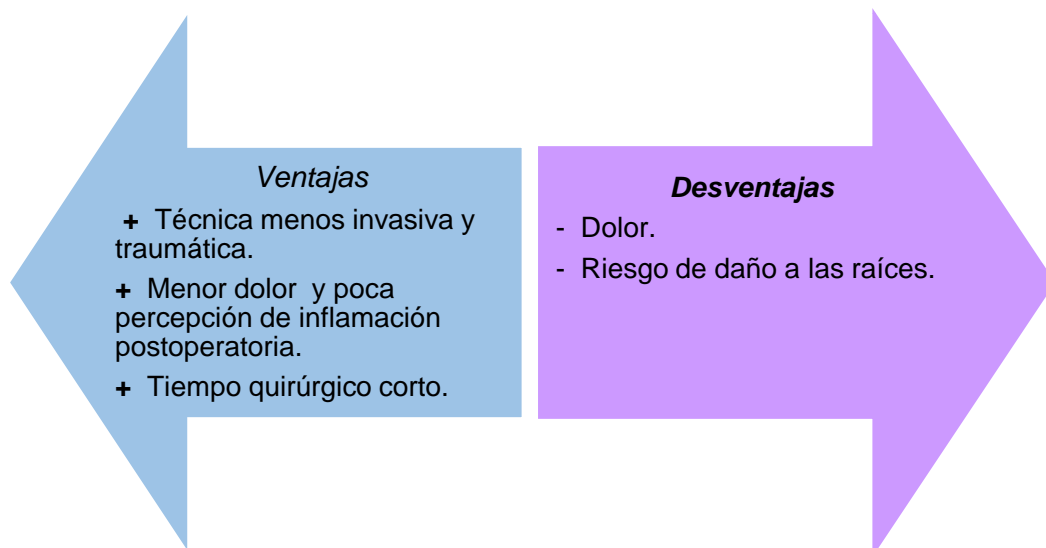 Ventajas
+ Técnica menos invasiva y
traumática.
+ Menor dolor y poca
percepción de inflamación
postoperatoria.
+ Tiempo quirúrgico corto.
Desventajas
- Dolor.
- Riesgo de daño a las raíces.